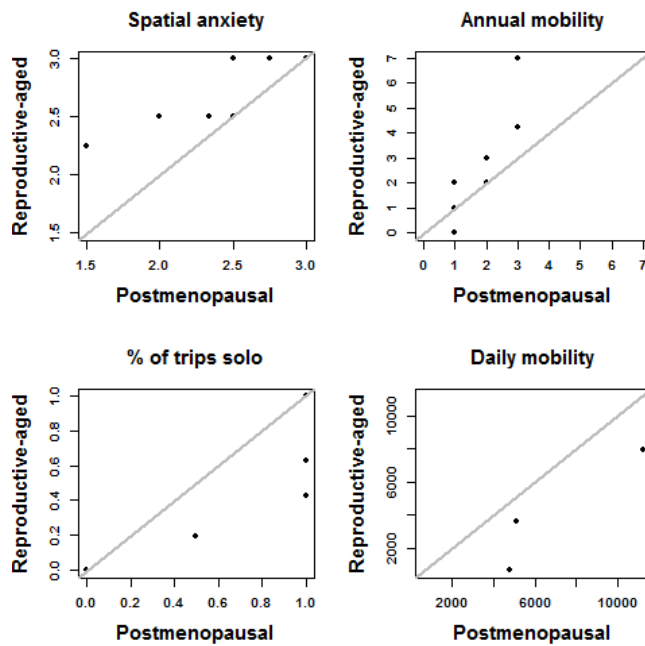 Spatial anxiety
Reproductive-aged
3.0
2.5
2.0
1.5
1.5 2.0 2.5 3.0
Postmenopausal
Annual mobility
Reproductive-aged
7
6
5
4
3
2
1
0
0 1 2 3 4 5 6 7
Postmenopausal
% of trips solo
Reproductive-aged
1.0
0.8
0.6
0.4
0.2
0.0
0.0 0.2 0.4 0.6 0.8 1.0
Postmenopausal
Daily mobility
Reproductive-aged
10000
6000
2000
2000 6000 10000
Postmenopausal